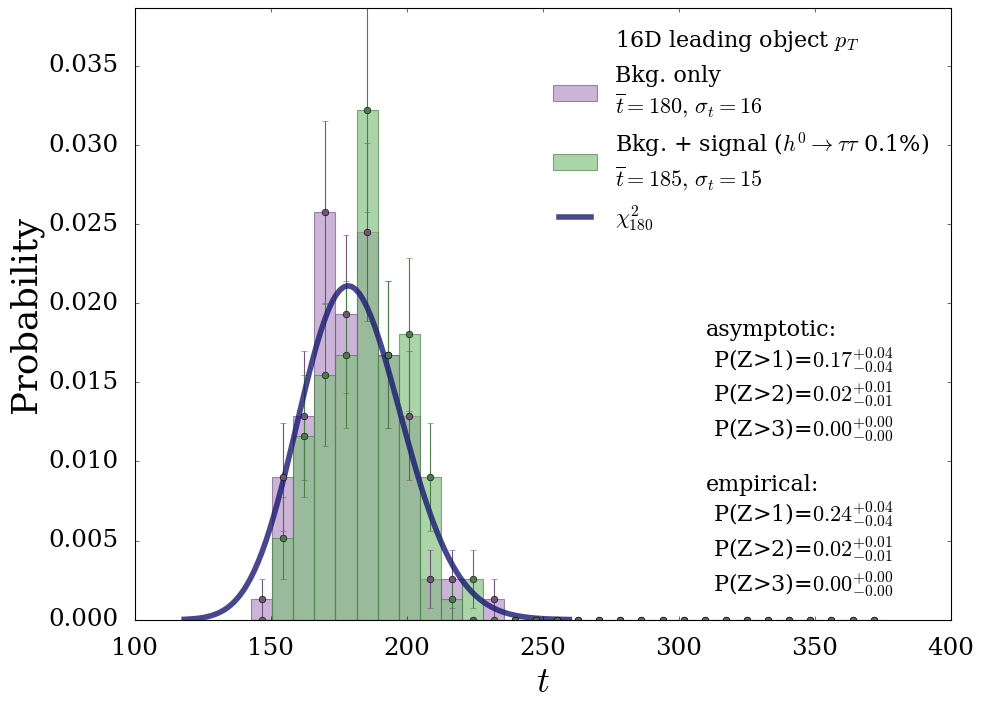 16D leading object p_T
Bkg. only
t̅ = 180, σ_t = 16
Bkg. + signal (h⁰ → ττ 0.1%)
t̅ = 185, σ_t = 15
χ²₁₈₀
asymptotic:
P(Z>1)=0.17^{+0.04}_{-0.04}
P(Z>2)=0.02^{+0.01}_{-0.01}
P(Z>3)=0.00^{+0.00}_{-0.00}
empirical:
P(Z>1)=0.24^{+0.04}_{-0.04}
P(Z>2)=0.02^{+0.01}_{-0.01}
P(Z>3)=0.00^{+0.00}_{-0.00}
Probability
0.035
0.030
0.025
0.020
0.015
0.010
0.005
0.000
100 150 200 250 300 350 400
t